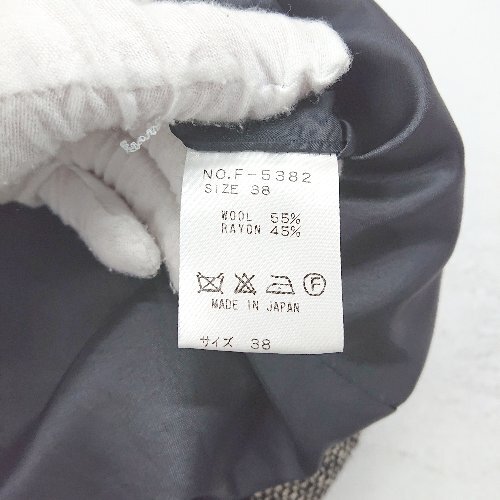 NO.F-5382
SIZE 38
WOOL 55%
RAYON 45%
F
MADE IN JAPAN
サイズ 38